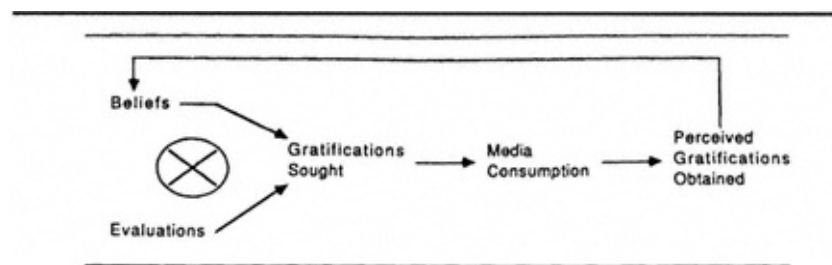 Beliefs
Gratifications
Sought
Media
Consumption
Perceived
Gratifications
Obtained
Evaluations